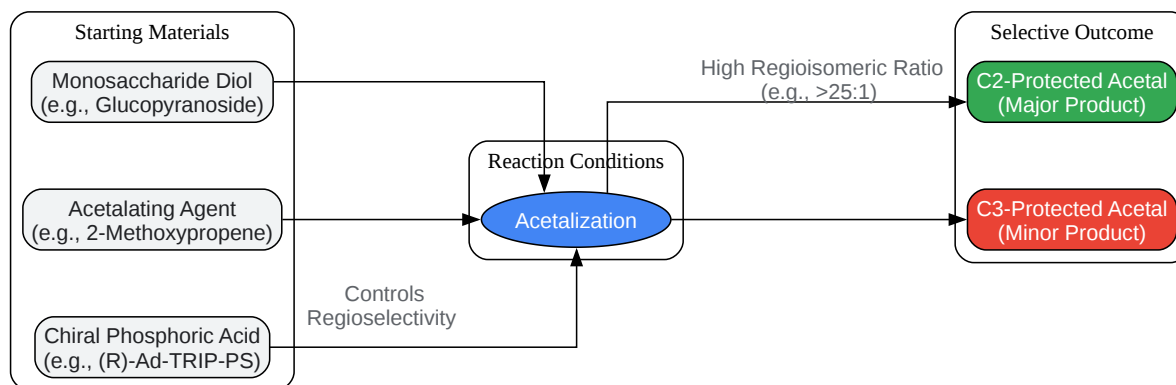 Starting Materials
Monosaccharide Diol
(e.g., Glucopyranoside)
Acetalating Agent
(e.g., 2-Methoxypropene)
Chiral Phosphoric Acid
(e.g., (R)-Ad-TRIP-PS)
Controls
Regioselectivity
Reaction Conditions
Acetalization
High Regioisomeric Ratio
(e.g., >25:1)
Selective Outcome
C2-Protected Acetal
(Major Product)
C3-Protected Acetal
(Minor Product)